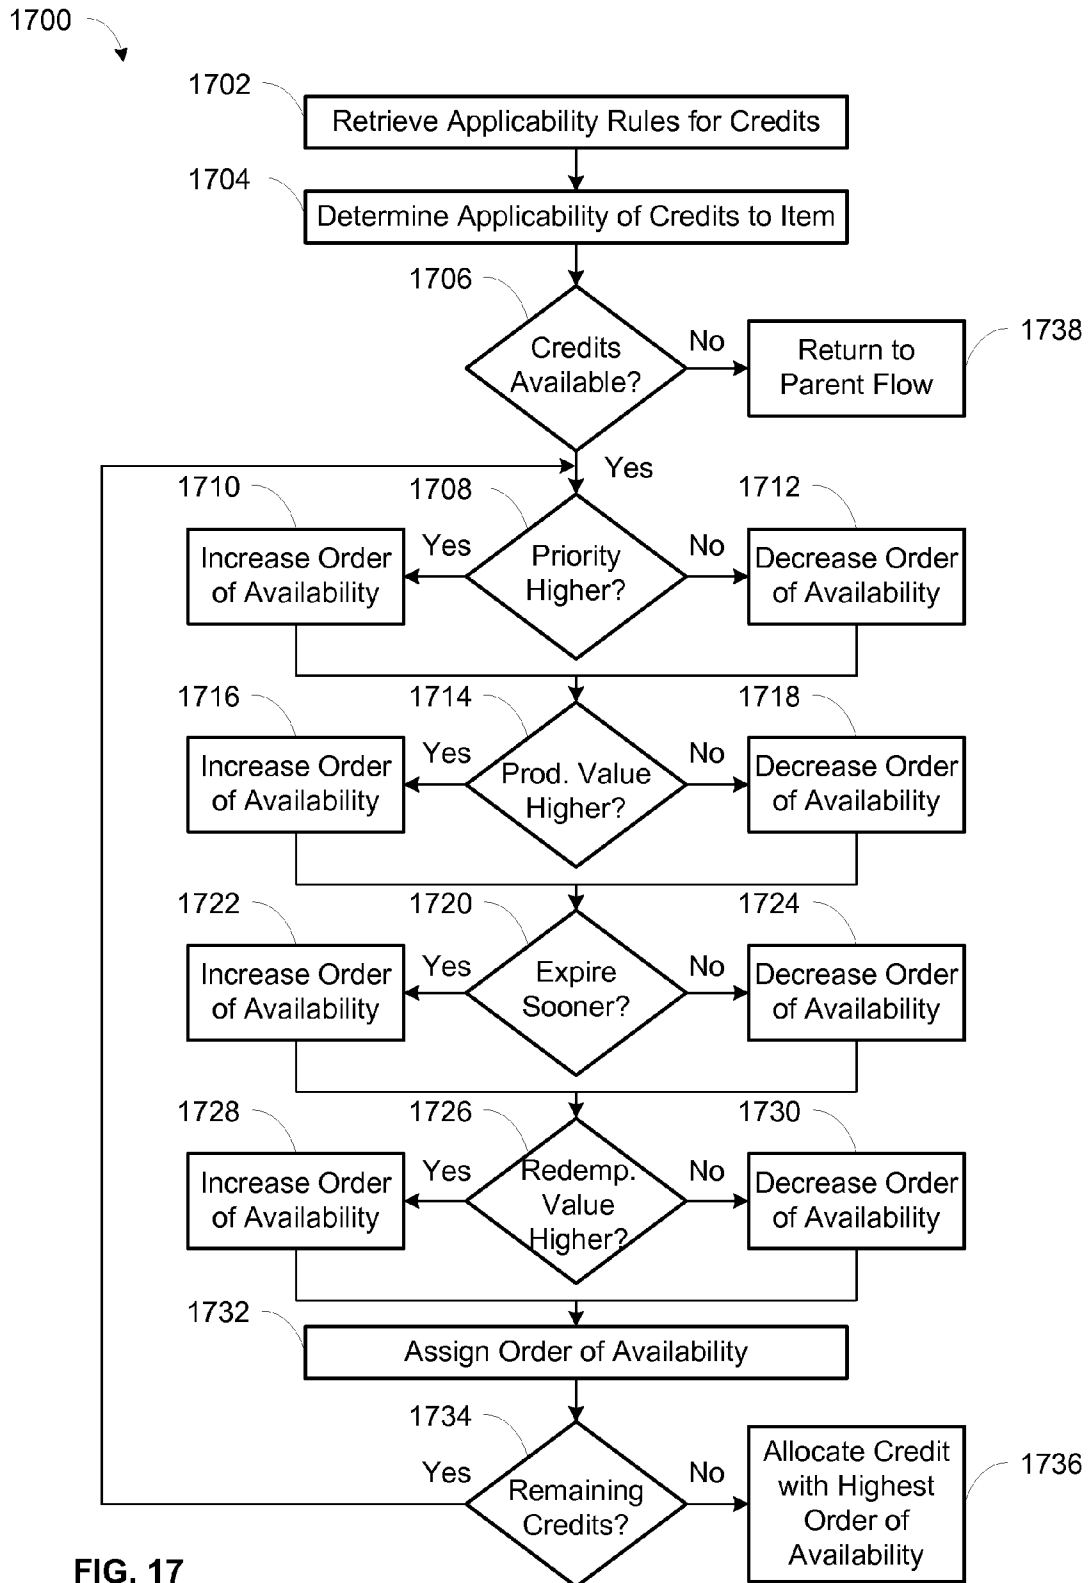 1700
1702
Retrieve Applicability Rules for Credits
1704
Determine Applicability of Credits to Item
1706
Credits
Available?
No
Return to
Parent Flow
1738
Yes
1710
1708
1712
Increase Order
of Availability
Yes
Priority
Higher?
No
Decrease Order
of Availability
1716
1714
1718
Increase Order
of Availability
Yes
Prod. Value
Higher?
No
Decrease Order
of Availability
1722
1720
1724
Increase Order
of Availability
Yes
Expire
Sooner?
No
Decrease Order
of Availability
1728
1726
1730
Increase Order
of Availability
Yes
Redemp.
Value
Higher?
No
Decrease Order
of Availability
1732
Assign Order of Availability
1734
Yes
Remaining
Credits?
No
Allocate Credit
with Highest
Order of
Availability
1736
FIG. 17